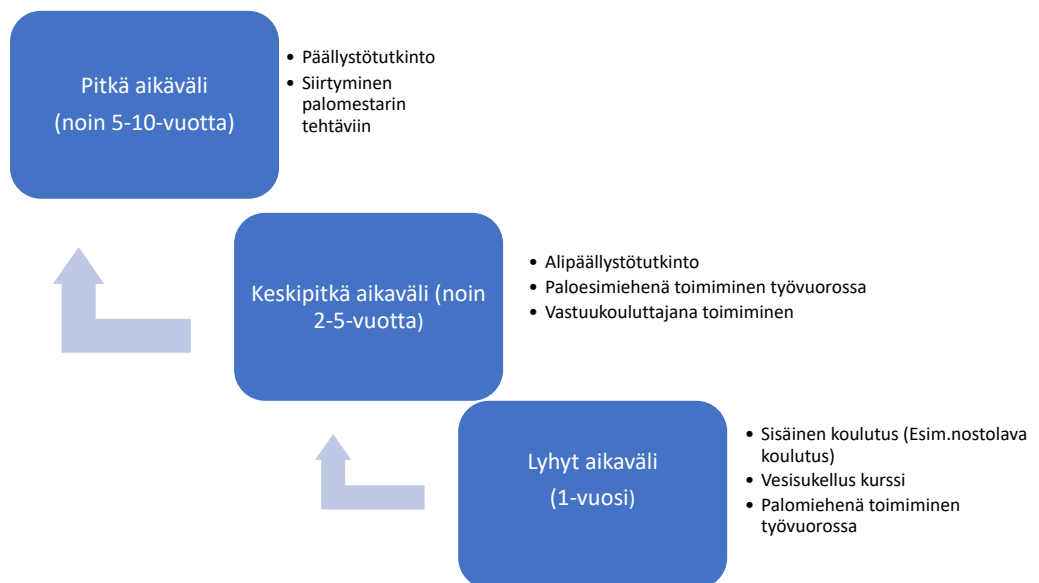 Pitkä aikäväli
(noin 5-10-vuotta)
• Päällystötutkinto
• Siirtyminen
palomestarin
tehtäviin
Keskipitkä aikaväli (noin
2-5-vuotta)
• Alipäällystötutkinto
• Paloesimiehenä toimiminen työvuorossa
• Vastuukouluttajana toimiminen
Lyhyt aikaväli
(1-vuosi)
• Sisäinen koulutus (Esim.nostolava
koulutus)
• Vesisukellus kurssi
• Palomiehenä toimiminen
työvuorossa